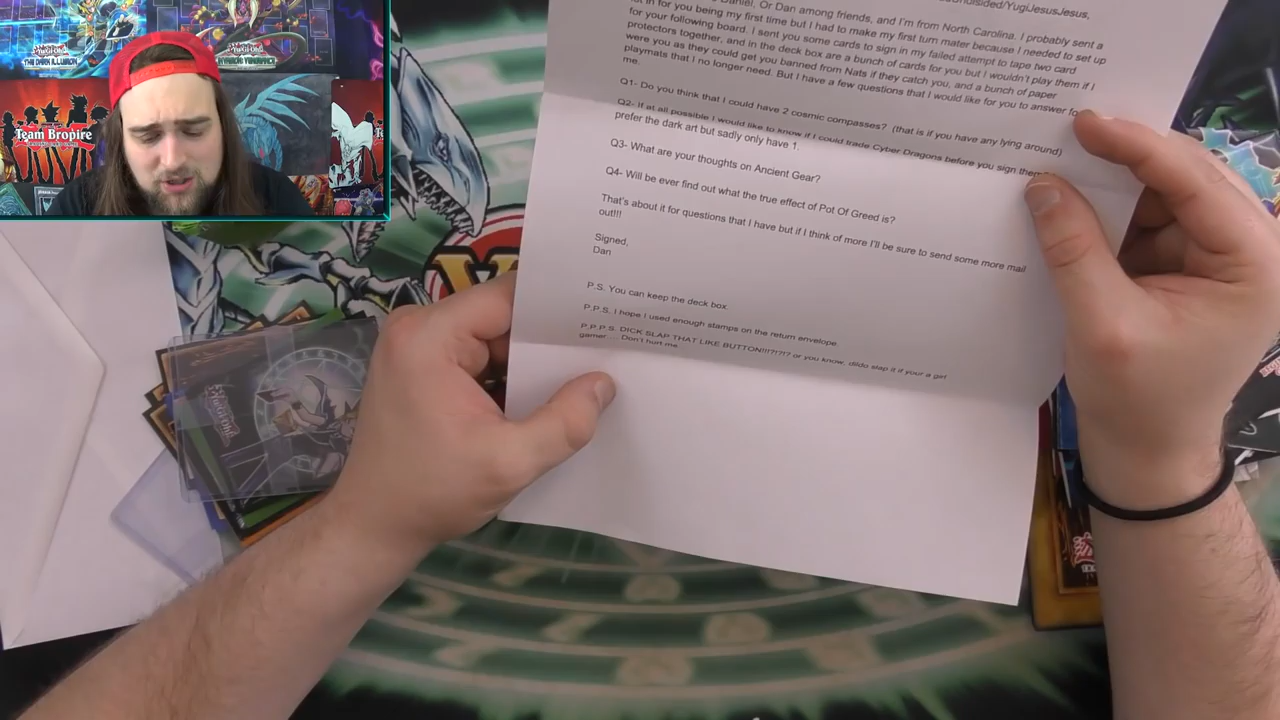 THE DARK ILLUSION
INVASION: VENGEANCE
Team Bropire
Daniel, Or Dan among friends, and I'm from North Carolina. I probably sent a
in for you being my first time but I had to make my first turn mater because I needed to set up
for your following board. I sent you some cards to sign in my failed attempt to tape two card
protectors together, and in the deck box are a bunch of cards for you but I wouldn't play them if I
were you as they could get you banned from Nats if they catch you, and a bunch of paper
playmats that I no longer need. But I have a few questions that I would like for you to answer for
me.
Q1- Do you think that I could have 2 cosmic compasses? (that is if you have any lying around)
Q2- If at all possible I would like to know if I could trade Cyber Dragons before you sign them
prefer the dark art but sadly only have 1.
Q3- What are your thoughts on Ancient Gear?
Q4- Will be ever find out what the true effect of Pot Of Greed is?
That's about it for questions that I have but if I think of more I'll be sure to send some more mail
out!!!
Signed,
Dan
P.S. You can keep the deck box.
P.P.S. I hope I used enough stamps on the return envelope.
P.P.P.S. DICK SLAP THAT LIKE BUTTON!!!?!?!? or you know, dildo slap it if your a girl
gamer.... Don't hurt me.
Yu-Gi-Oh!